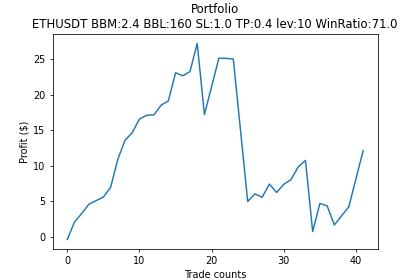 Portfolio
ETHUSDT BBM:2.4 BBL:160 SL:1.0 TP:0.4 lev:10 WinRatio:71.0
25
20
15
10
5
0
Profit ($)
0 10 20 30 40
Trade counts